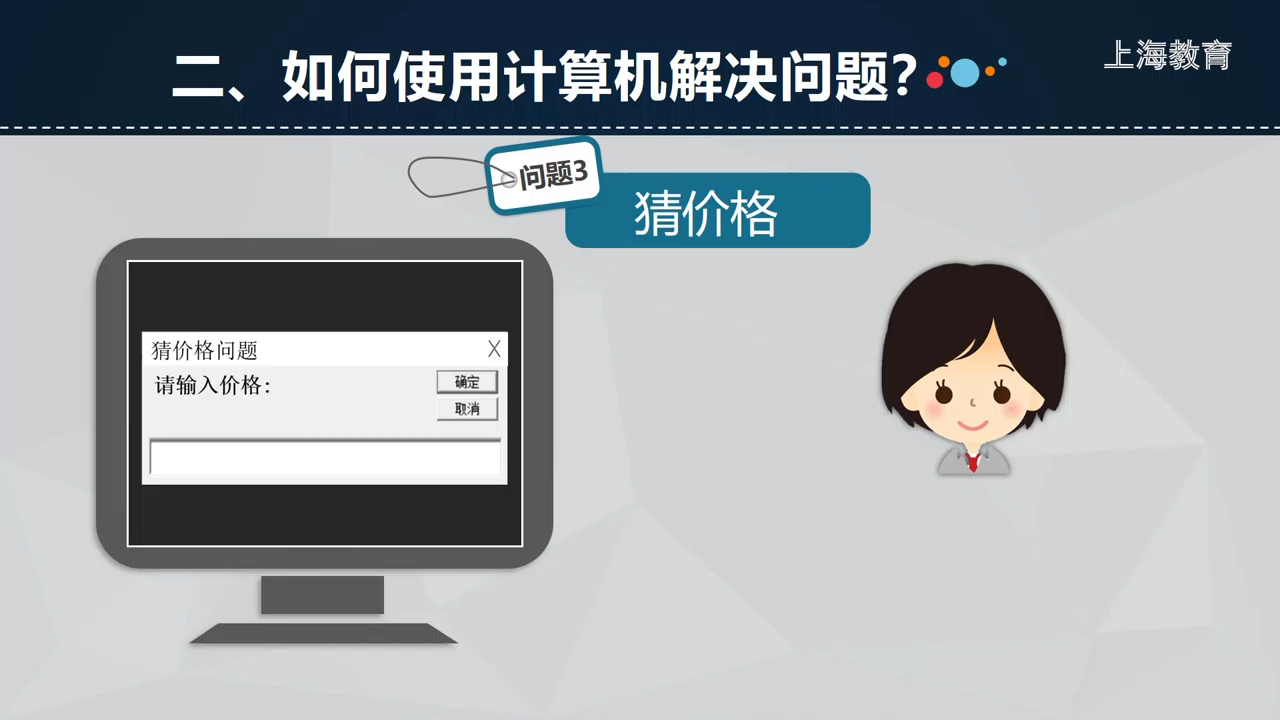 二、如何使用计算机解决问题?
上海教育
问题3
猜价格
猜价格问题 X
请输入价格:
确定
取消